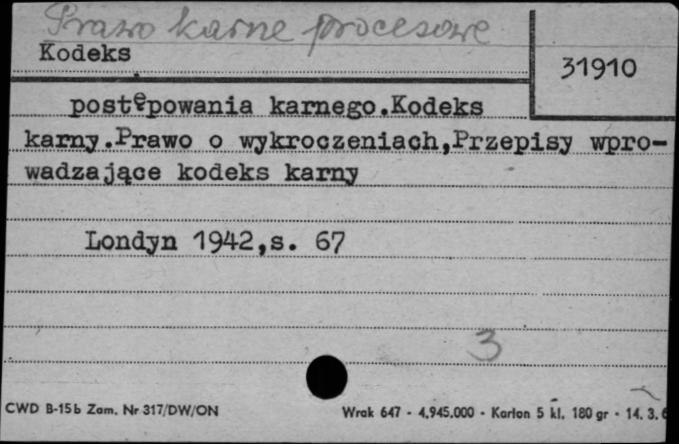 Prawo karne procesowe
Kodeks
31910
postępowania karnego.Kodeks
karny.Prawo o wykroczeniach,Przepisy wpro-
wadzające kodeks karny
Londyn 1942,s. 67
3
CWD B-15b Zam. Nr 317/DW/ON
Wrak 647 - 4,945.000 - Karton 5 kl. 180 gr - 14. 3.